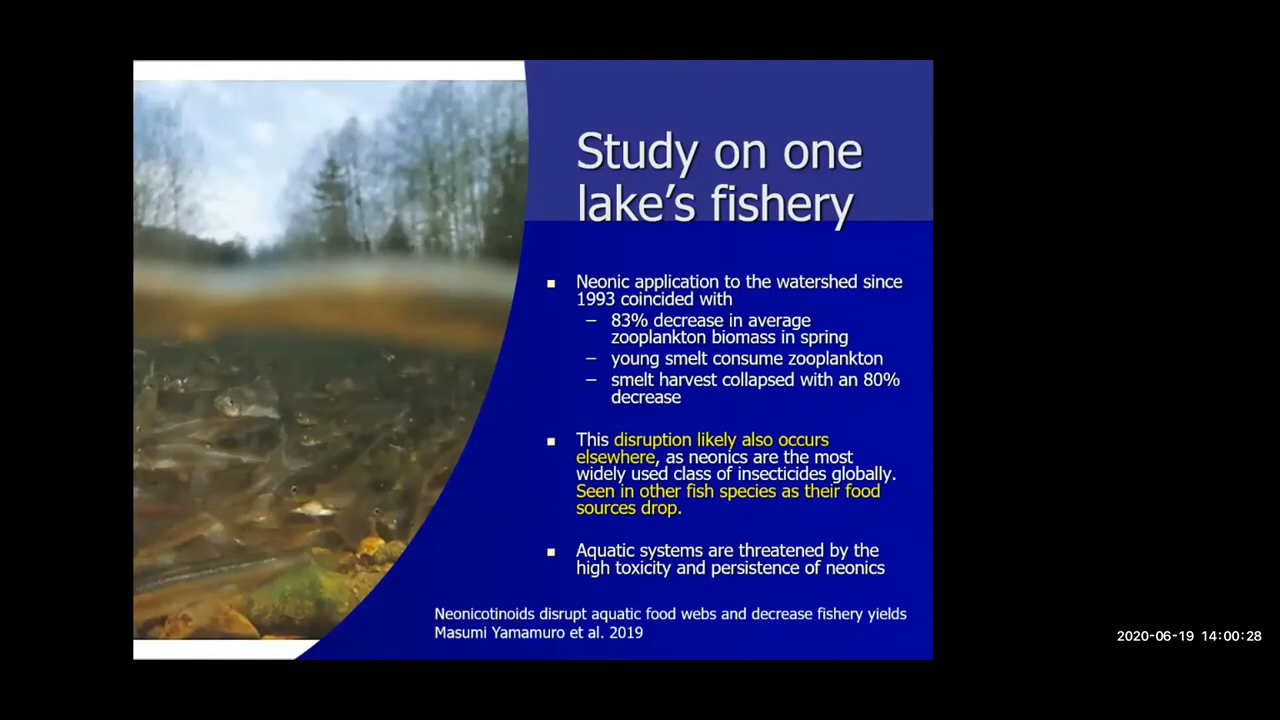 Study on one
lake's fishery
▪ Neonic application to the watershed since
1993 coincided with
– 83% decrease in average
zooplankton biomass in spring
– young smelt consume zooplankton
– smelt harvest collapsed with an 80%
decrease
▪ This disruption likely also occurs
elsewhere, as neonics are the most
widely used class of insecticides globally.
Seen in other fish species as their food
sources drop.
▪ Aquatic systems are threatened by the
high toxicity and persistence of neonics
Neonicotinoids disrupt aquatic food webs and decrease fishery yields
Masumi Yamamuro et al. 2019
2020-06-19 14:00:28